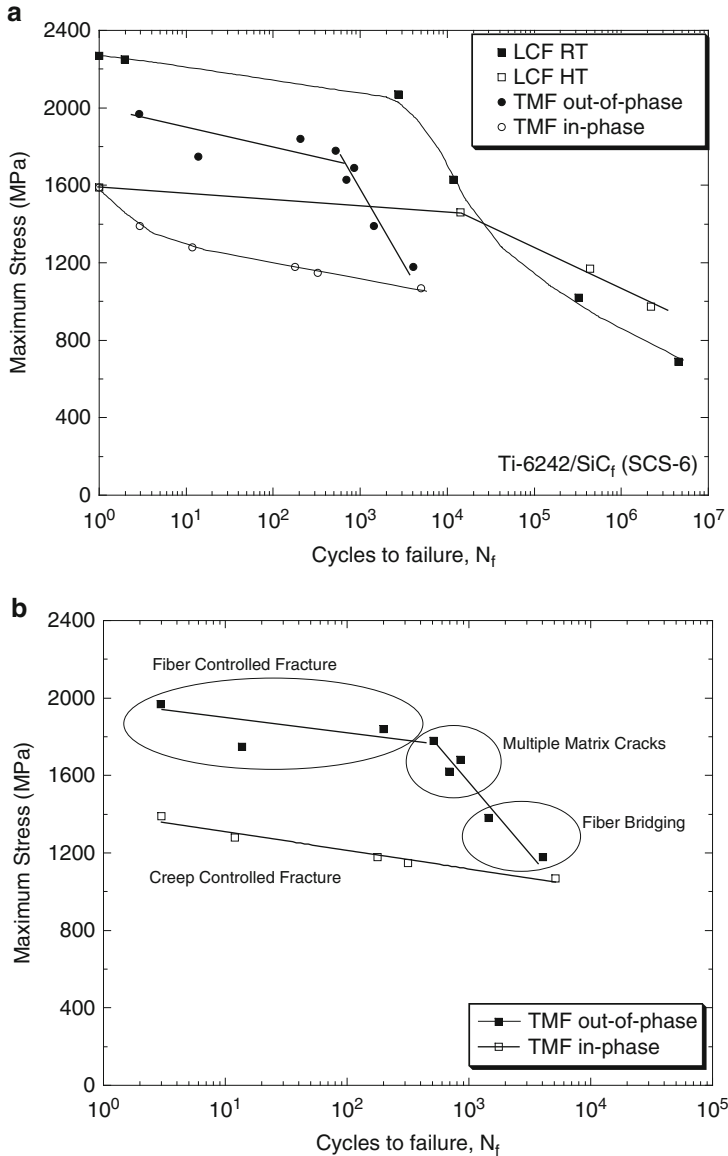 a
2400
2000
1600
1200
800
400
0
Maximum Stress (MPa)
LCF RT
LCF HT
TMF out-of-phase
TMF in-phase
Ti-6242/SiCf (SCS-6)
10^0 10^1 10^2 10^3 10^4 10^5 10^6 10^7
Cycles to failure, Nf
b
2400
2000
1600
1200
800
400
0
Maximum Stress (MPa)
Fiber Controlled Fracture
Multiple Matrix Cracks
Fiber Bridging
Creep Controlled Fracture
TMF out-of-phase
TMF in-phase
10^0 10^1 10^2 10^3 10^4 10^5
Cycles to failure, Nf